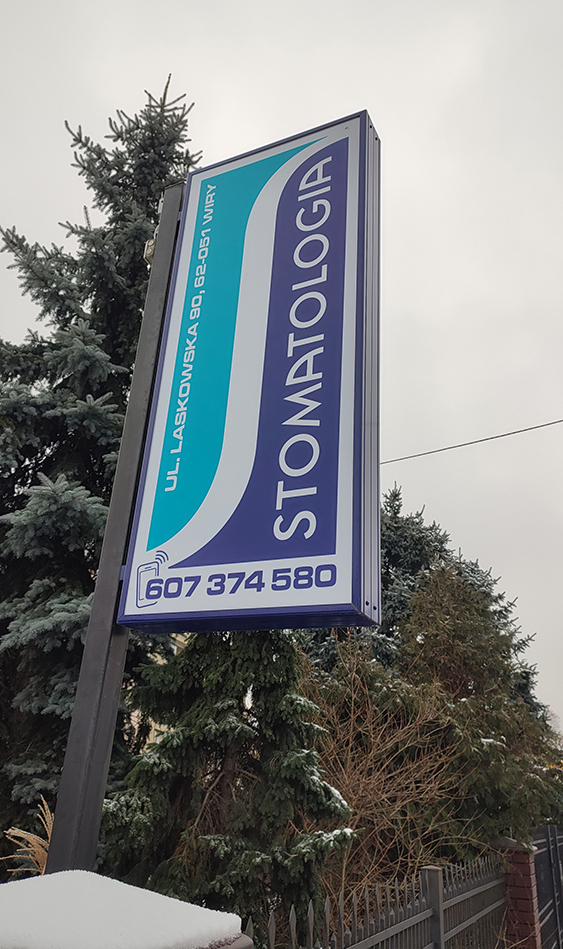 UL. LASKOWSKA 90, 62-051 WIRY
STOMATOLOGIA
607 374 580